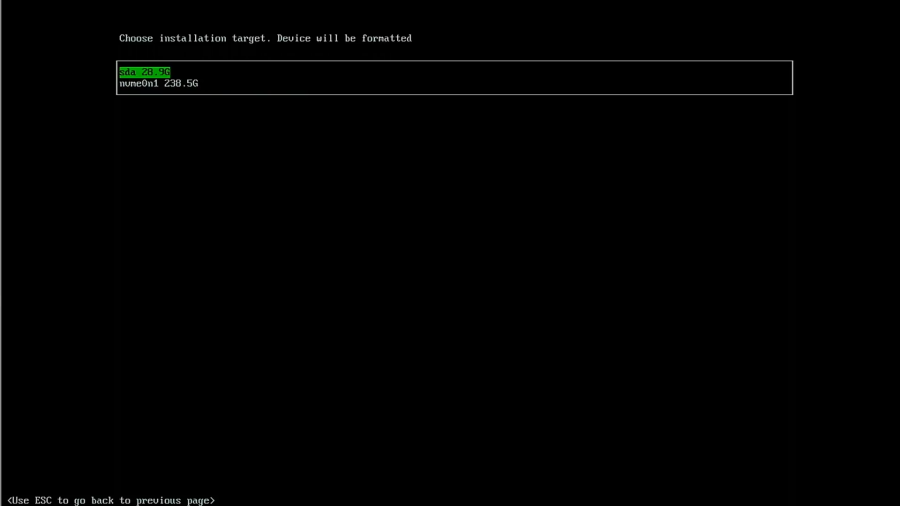 Choose installation target. Device will be formatted
sda 28.9G
nvme0n1 238.5G
<Use ESC to go back to previous page>